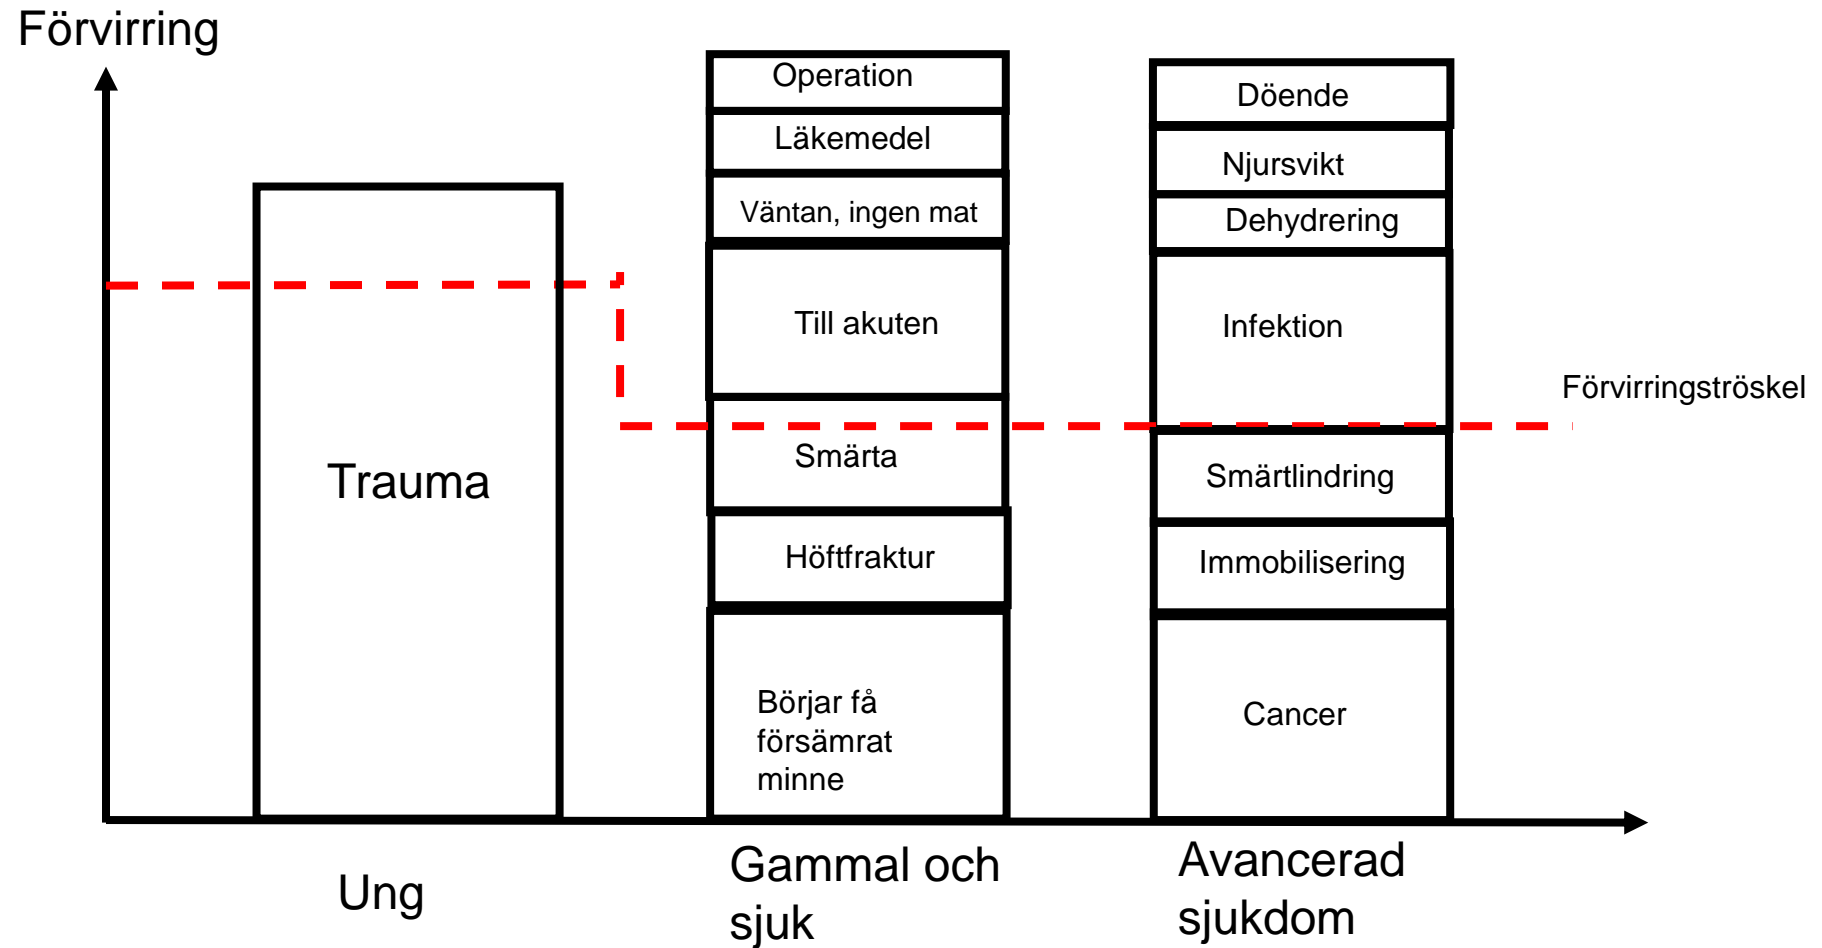 Förvirring
Operation
Läkemedel
Väntan, ingen mat
Till akuten
Smärta
Höftfraktur
Börjar få
försämrat
minne
Döende
Njursvikt
Dehydrering
Infektion
Smärtlindring
Immobilisering
Cancer
Trauma
Förvirringströskel
Ung
Gammal och
sjuk
Avancerad
sjukdom